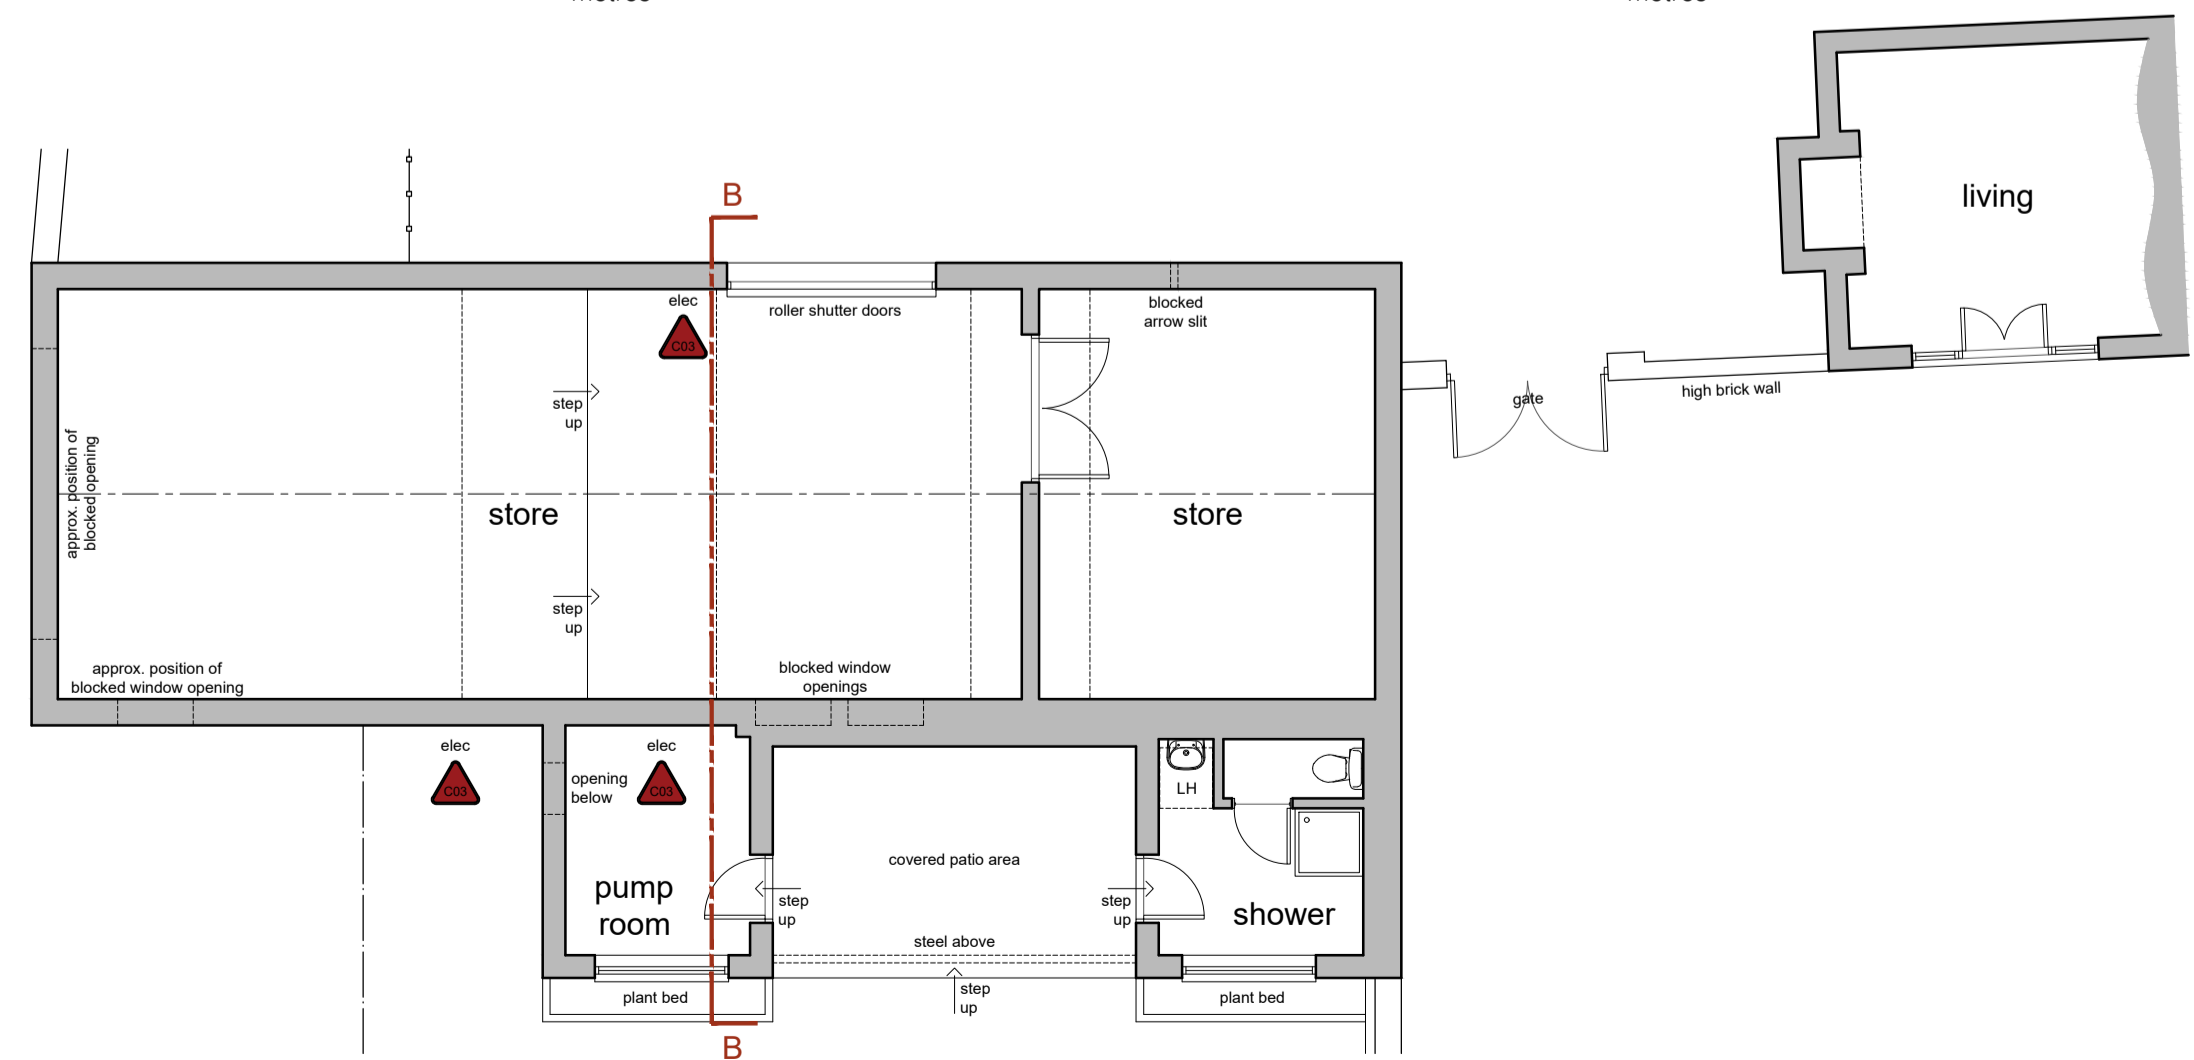 metres
metres
living
B
elec
C03
roller shutter doors
blocked
arrow slit
step
up
gate
high brick wall
approx. position of
blocked opening
store
store
step
up
approx. position of
blocked window opening
blocked window
openings
elec
C03
elec
C03
opening
below
LH
pump
room
covered patio area
step
up
step
up
shower
steel above
plant bed
step
up
plant bed
B